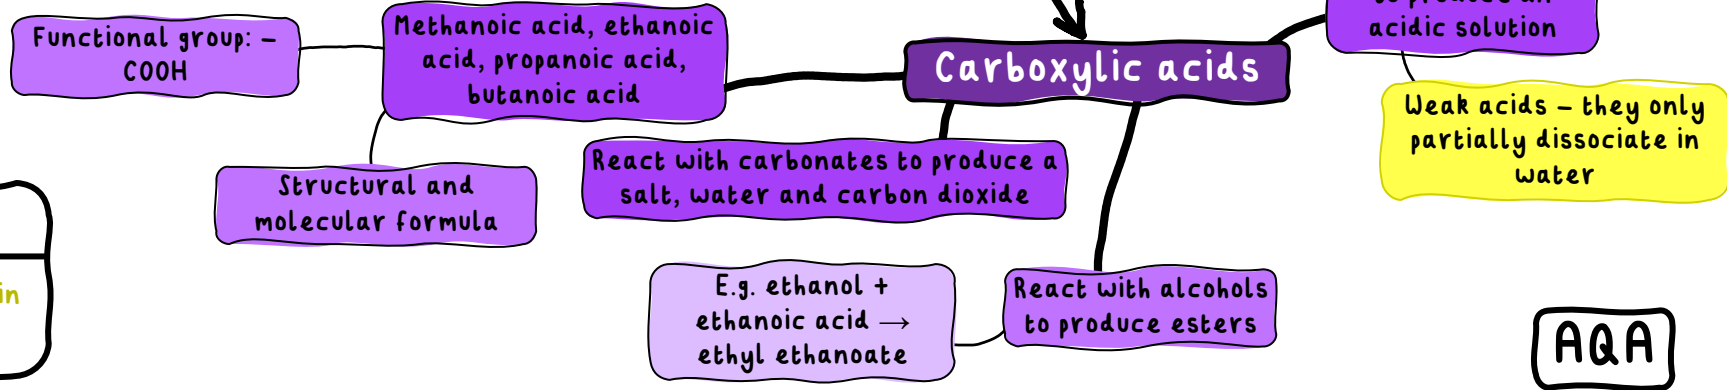 Functional group: –
COOH
Methanoic acid, ethanoic
acid, propanoic acid,
butanoic acid
Structural and
molecular formula
Carboxylic acids
acidic solution
Weak acids – they only
partially dissociate in
water
React with carbonates to produce a
salt, water and carbon dioxide
React with alcohols
to produce esters
E.g. ethanol +
ethanoic acid →
ethyl ethanoate
in
AQA